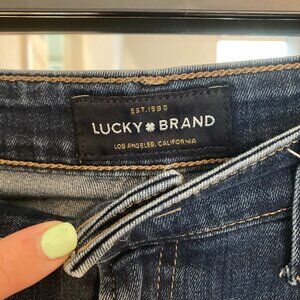 EST.1990
LUCKY BRAND
LOS ANGELES, CALIFORNIA